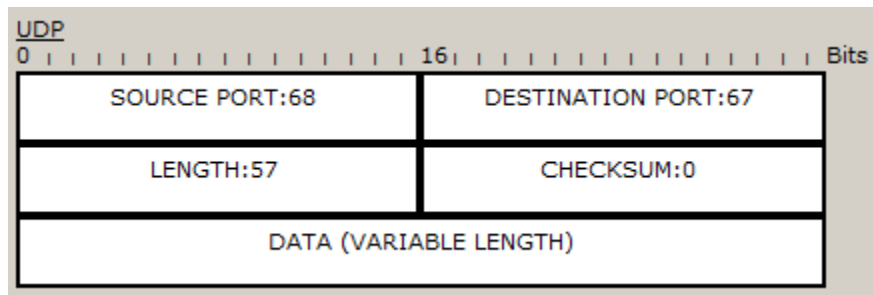 UDP
0 16 Bits
SOURCE PORT:68 DESTINATION PORT:67
LENGTH:57 CHECKSUM:0
DATA (VARIABLE LENGTH)